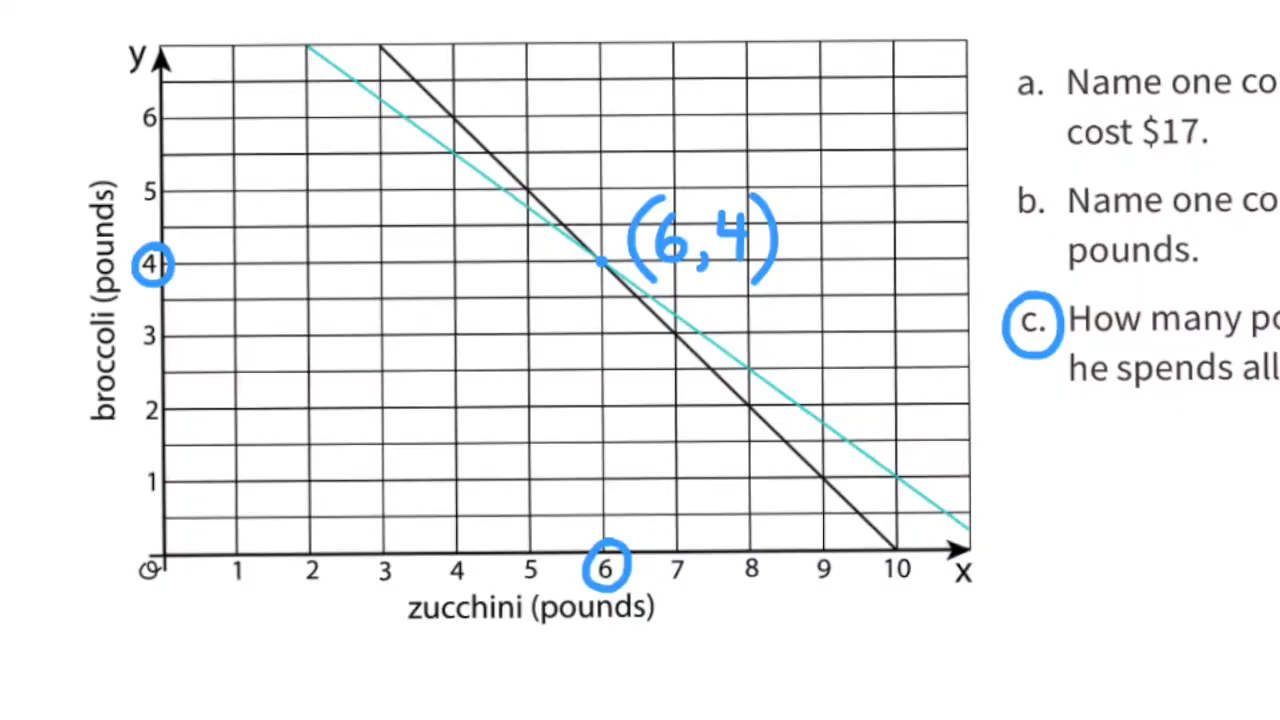 y
6
5
4
3
2
1
0
1 2 3 4 5 6 7 8 9 10 x
zucchini (pounds)
broccoli (pounds)
(6,4)
a. Name one co
cost $17.
b. Name one co
pounds.
c. How many po
he spends all